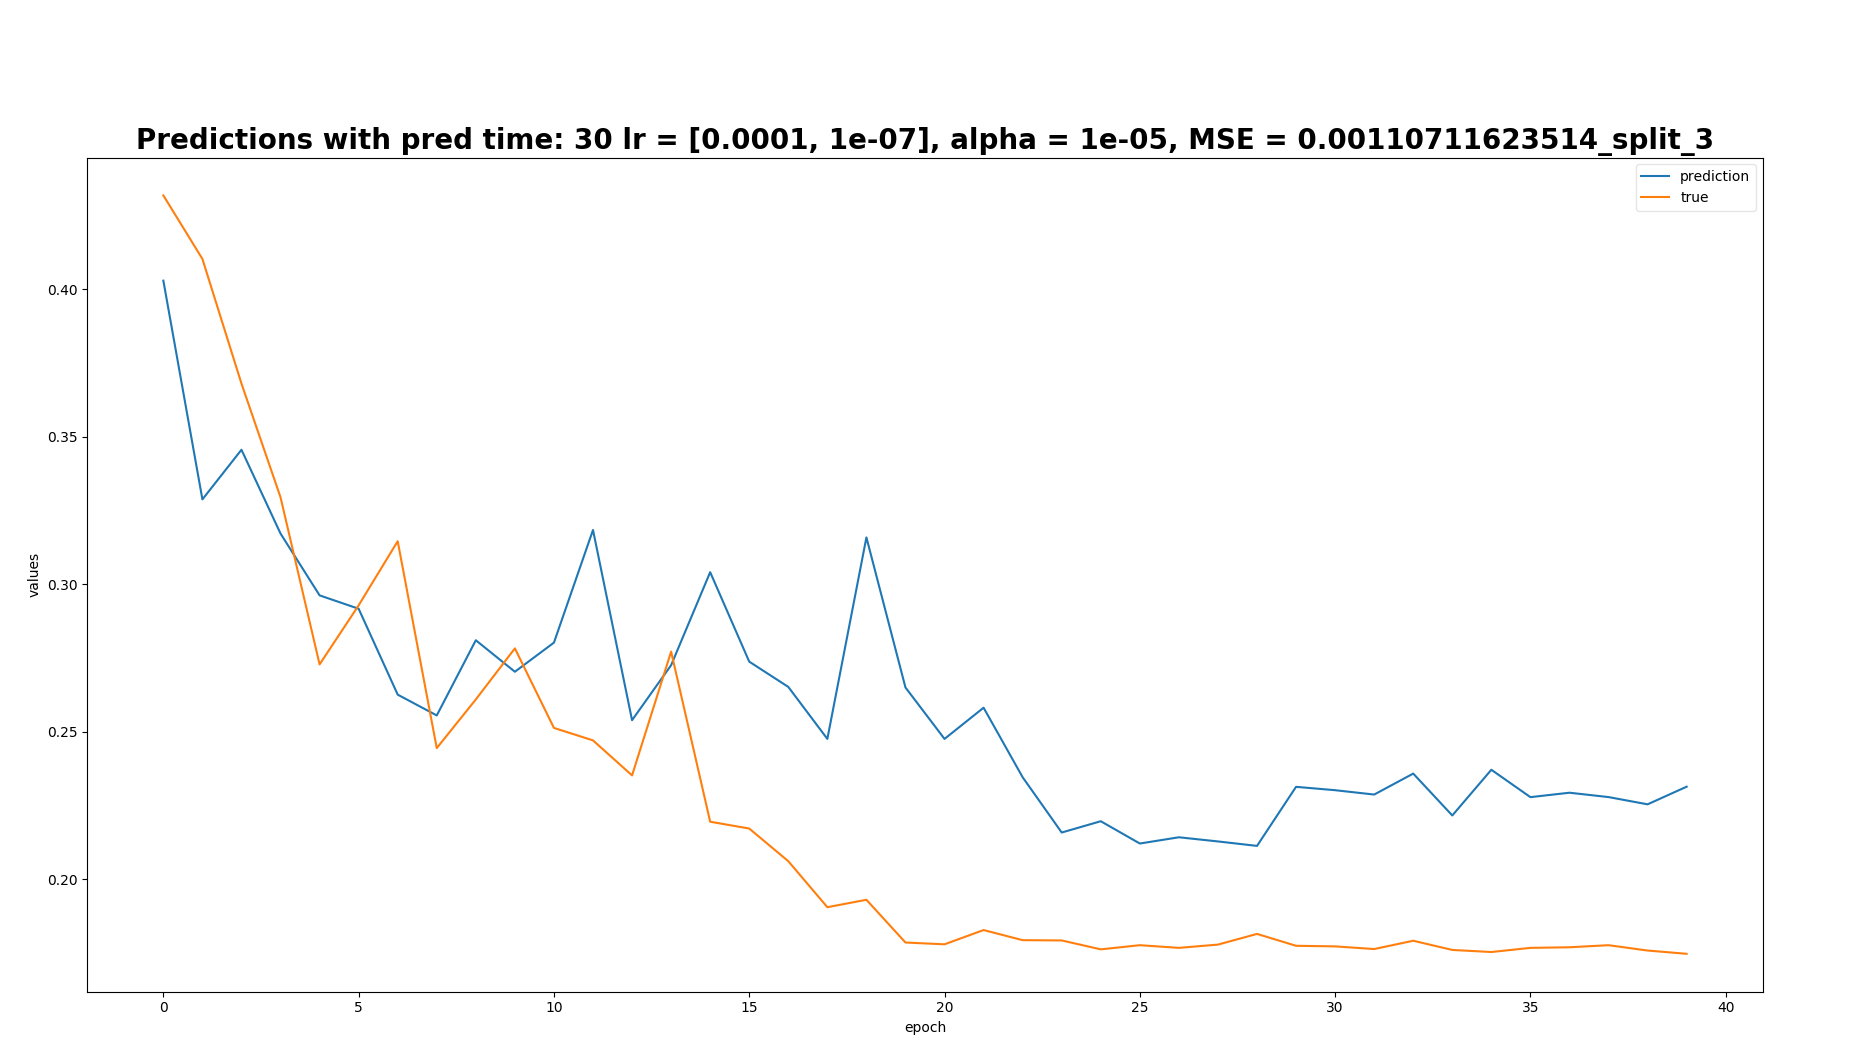 Predictions with pred time: 30 lr = [0.0001, 1e-07], alpha = 1e-05, MSE = 0.00110711623514_split_3
prediction
true
0.40
0.35
0.30
0.25
0.20
values
0 5 10 15 20 25 30 35 40
epoch